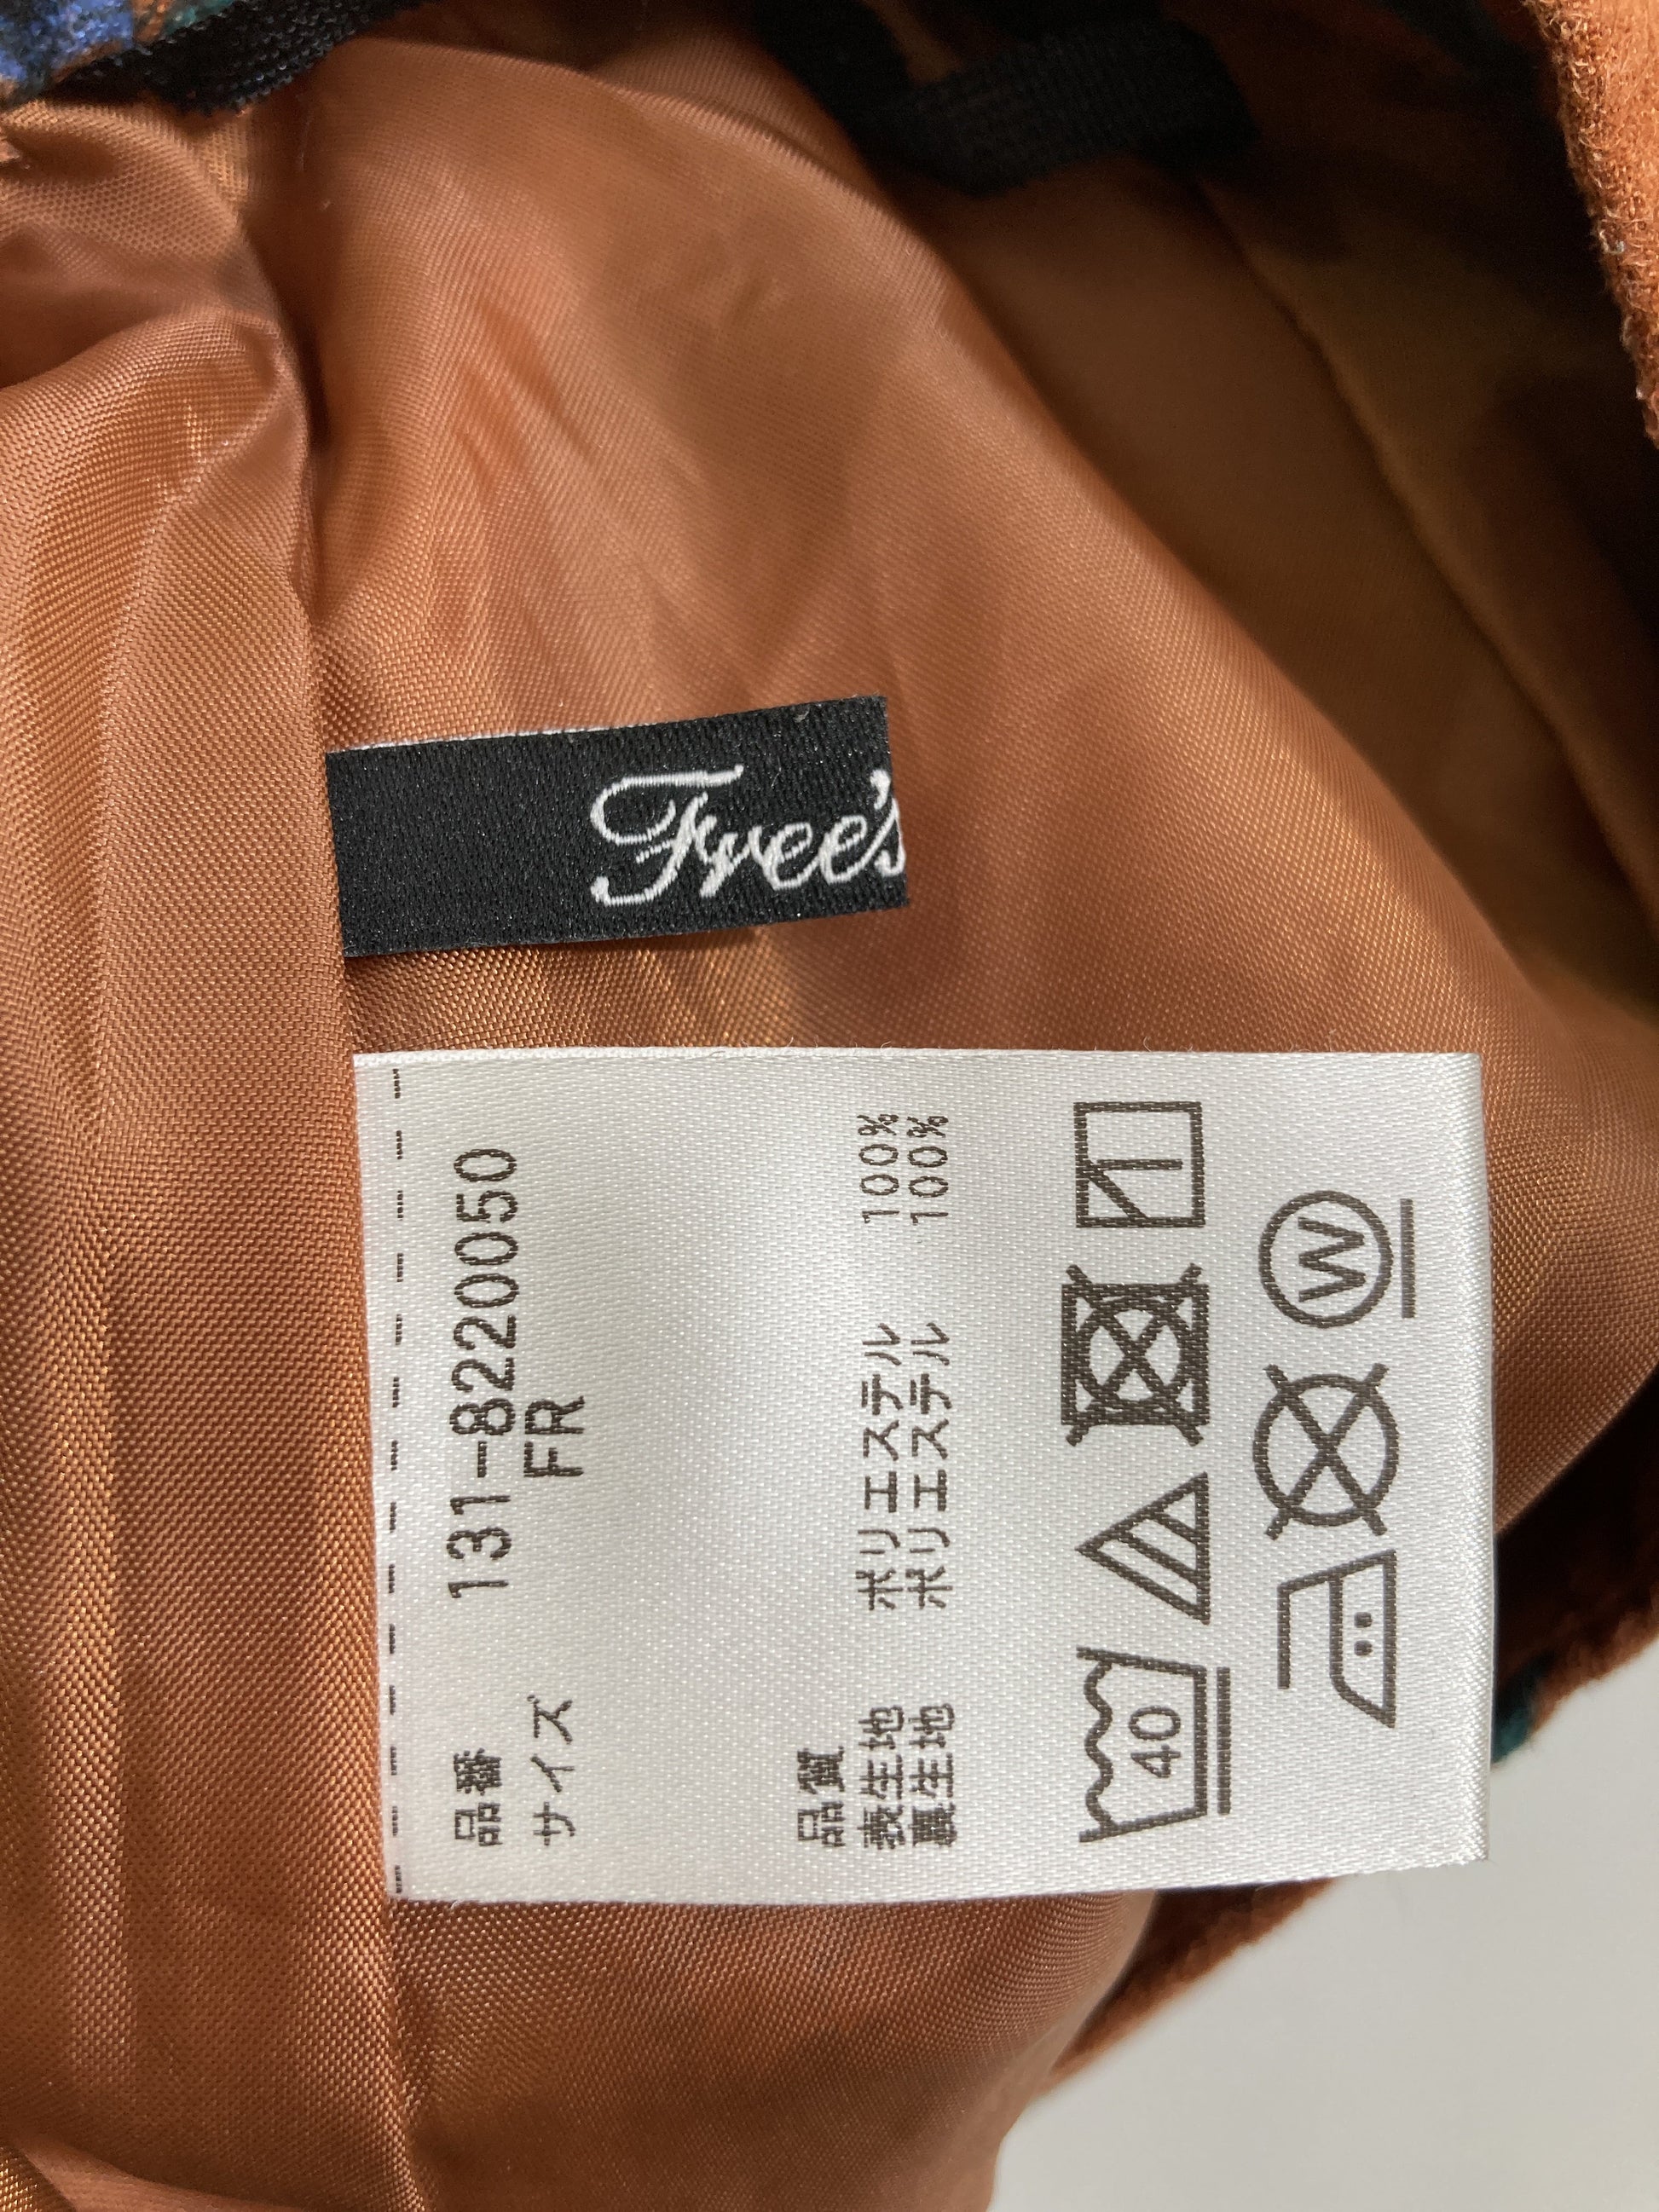 Free's
品番 131-8220050
サイズ FR
品質
表生地 ポリエステル 100%
裏生地 ポリエステル 100%
40
W